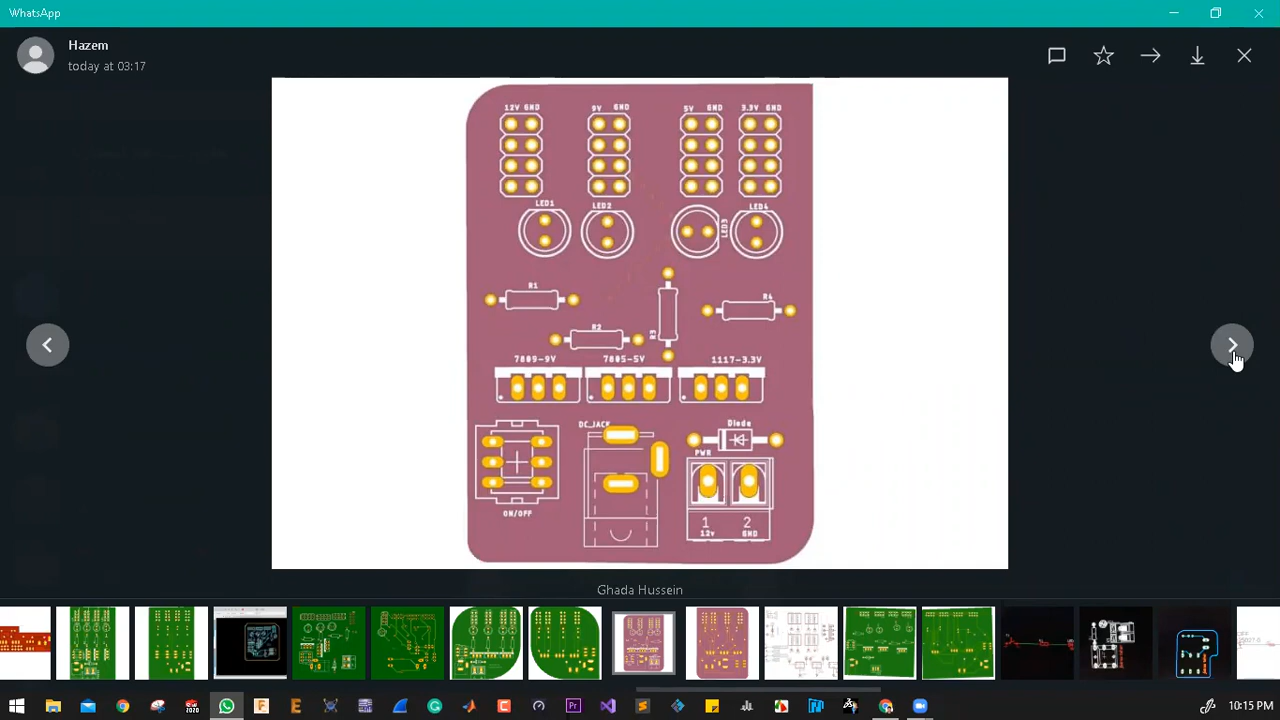 WhatsApp
Hazem
today at 03:17
12V GND
9V GND
5V GND
3.3V GND
LED1
LED2
LED3
LED4
R1
R4
R2
R3
7809-9V
7805-5V
1117-3.3V
DC_JACK
Diode
PWR
ON/OFF
1
2
12v
GND
Ghada Hussein
10:15 PM